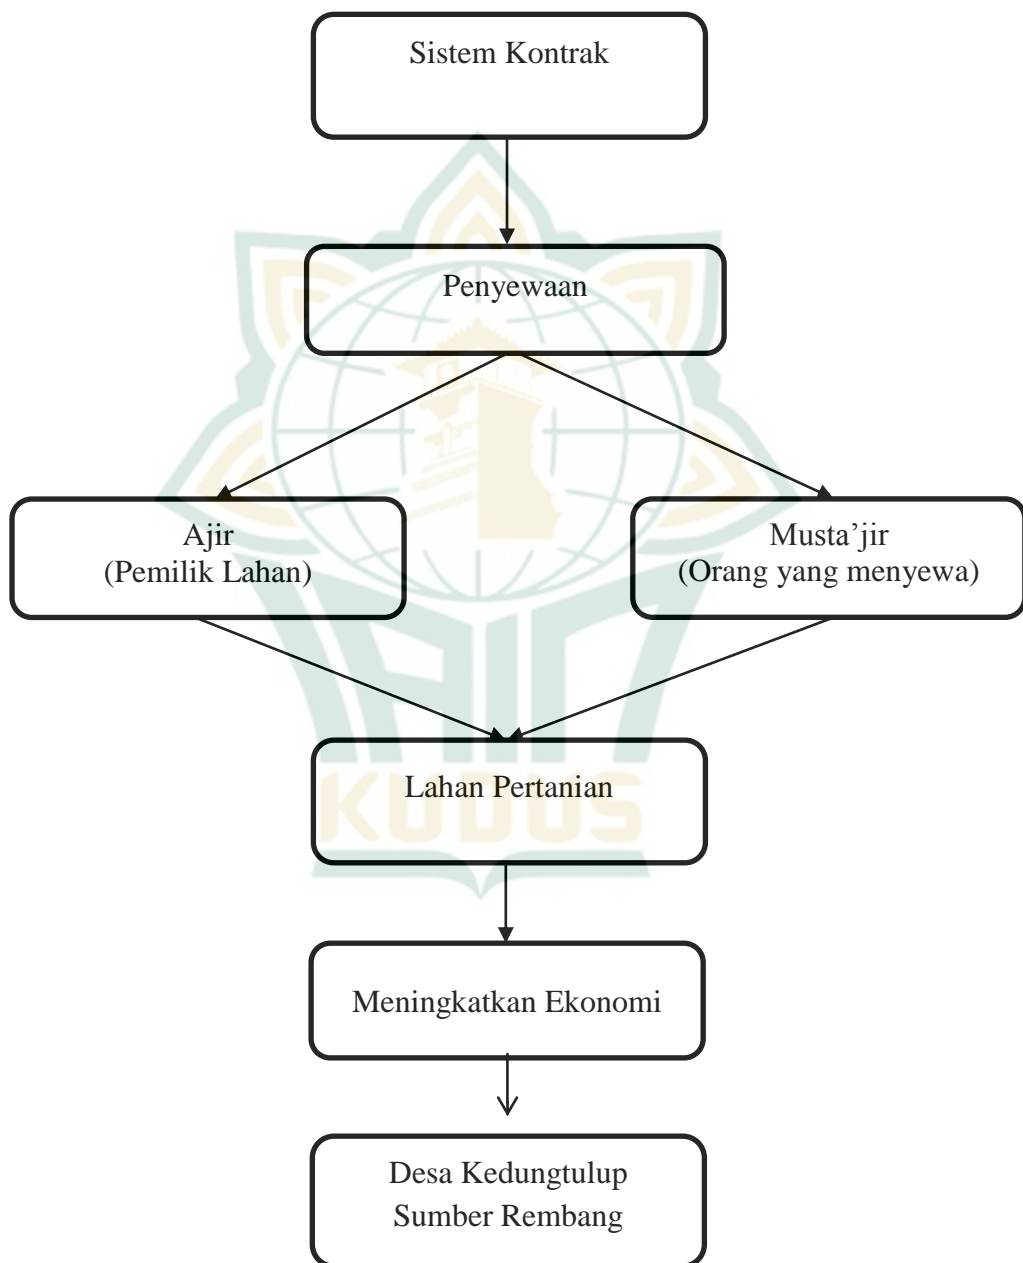 Sistem Kontrak
Penyewaan
Ajir
(Pemilik Lahan)
Musta’jir
(Orang yang menyewa)
Lahan Pertanian
KUDUS
Meningkatkan Ekonomi
Desa Kedungtulup
Sumber Rembang